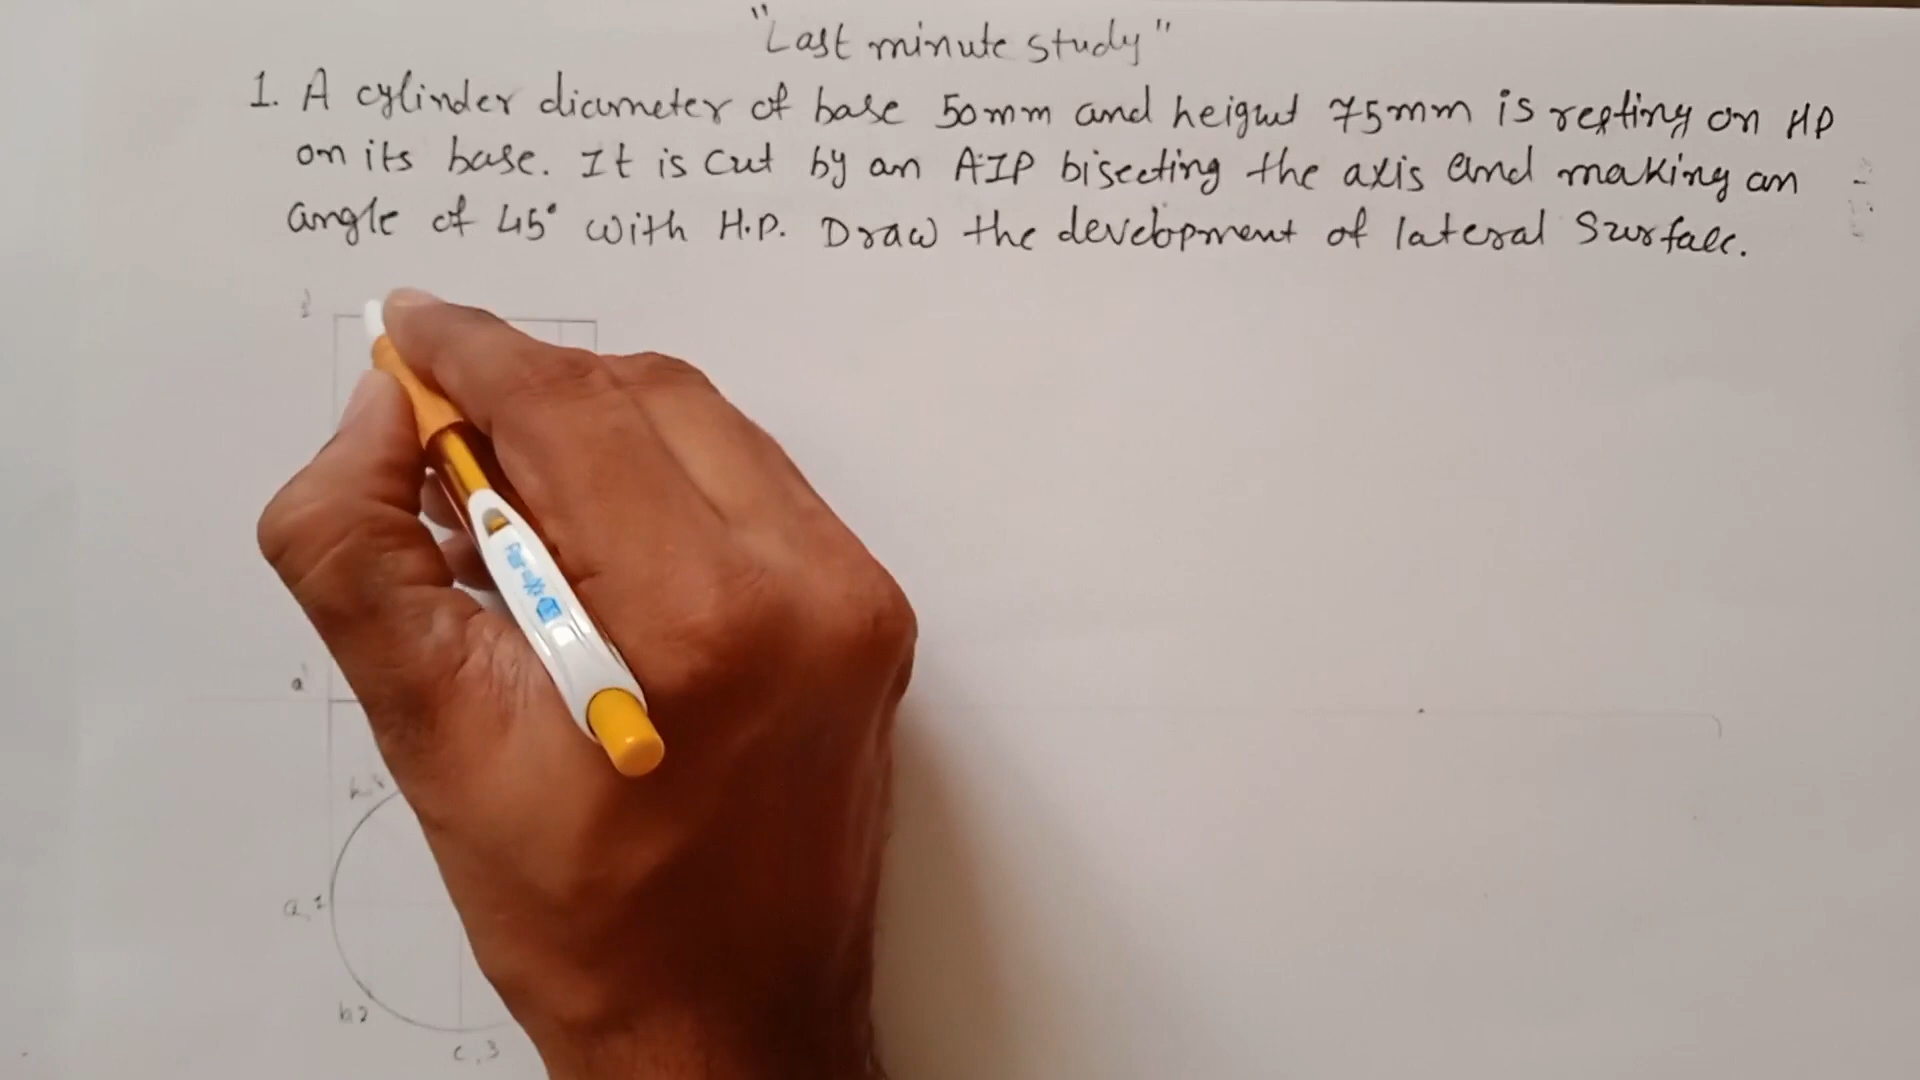 "Last minute study"
1. A cylinder diameter of base 50mm and height 75mm is resting on HP
on its base. It is cut by an AIP bisecting the axis and making an
angle of 45° with H.P. Draw the development of lateral Surface.
1'
a'
h, 8
a, 1
b 2
c, 3